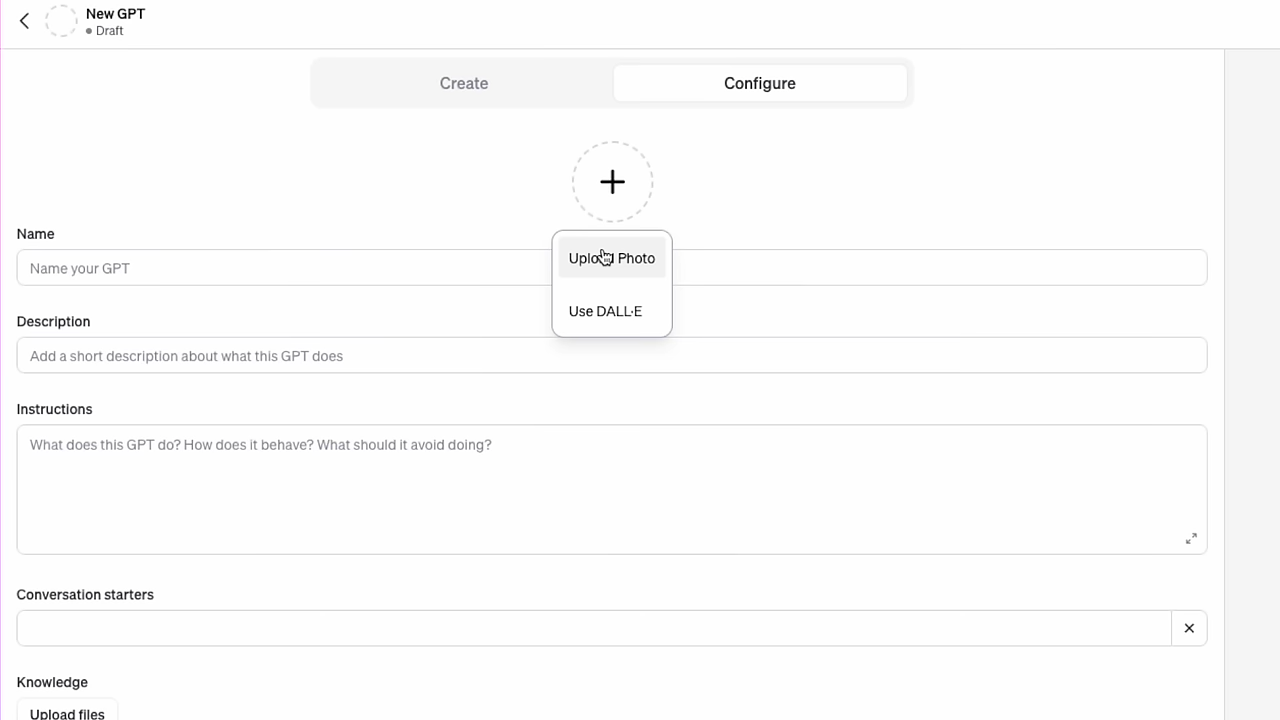 New GPT
Draft
Create
Configure
Upload Photo
Use DALL·E
Name
Name your GPT
Description
Add a short description about what this GPT does
Instructions
What does this GPT do? How does it behave? What should it avoid doing?
Conversation starters
Knowledge
Upload files